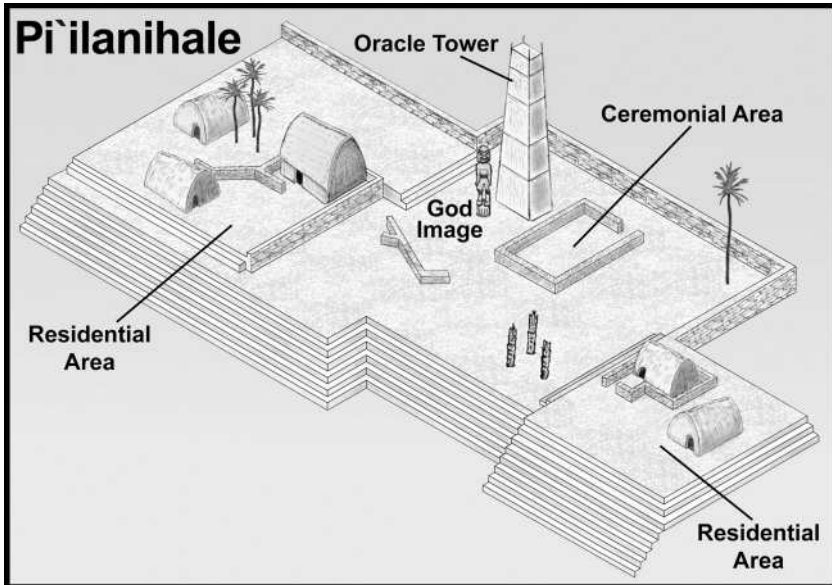 Pi`ilanihale
Oracle Tower
Ceremonial Area
God
Image
Residential
Area
Residential
Area